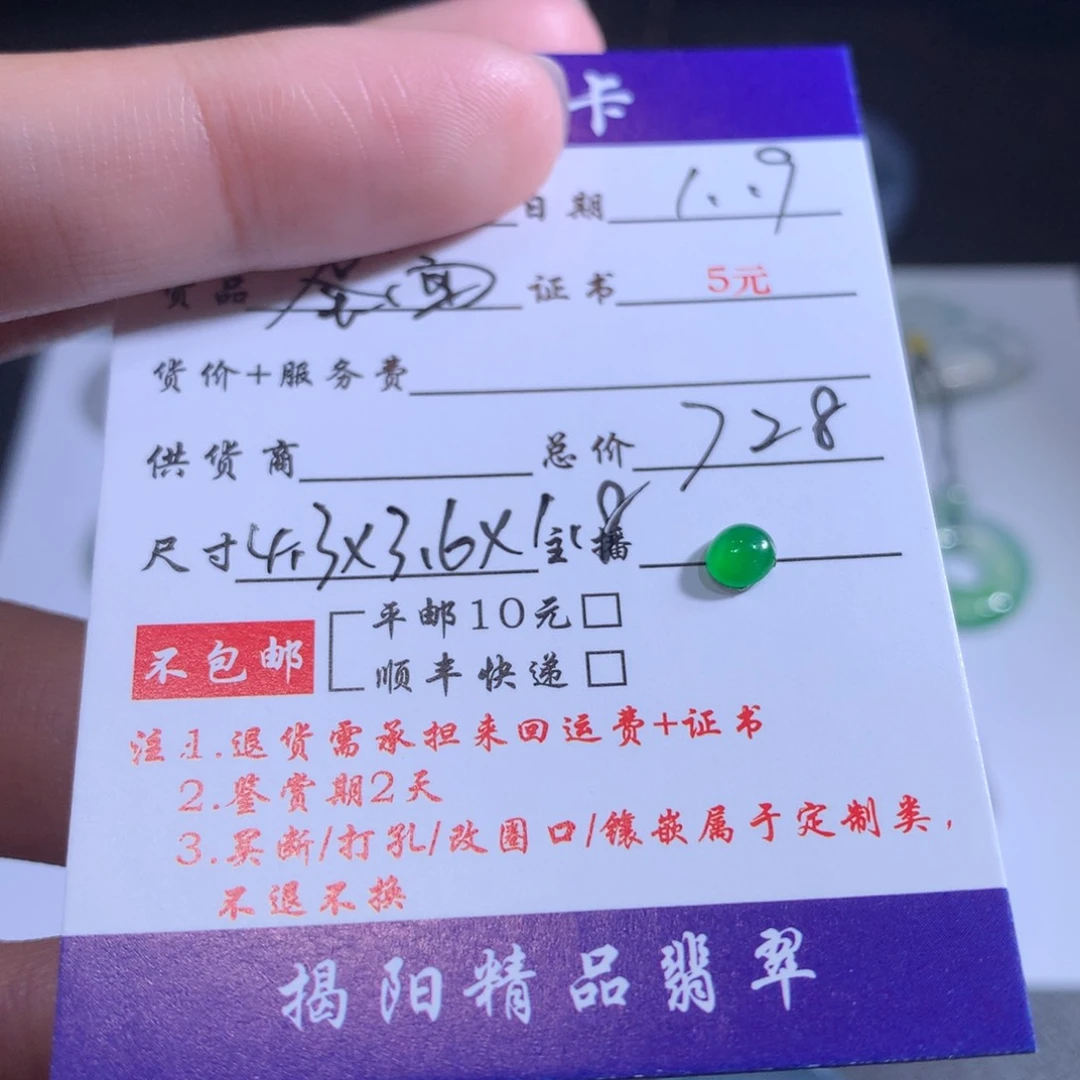 卡
日期 1.19
货品 蛋面 证书 5元
货价+服务费
供货商 总价 728
尺寸 4.3X3.6X1.8 主播
不包邮 平邮10元□
顺丰快递□
注:1.退货需承担来回运费+证书
2.鉴赏期2天
3.买断/打孔/改圈口/镶嵌属于定制类,
不退不换
揭阳精品翡翠